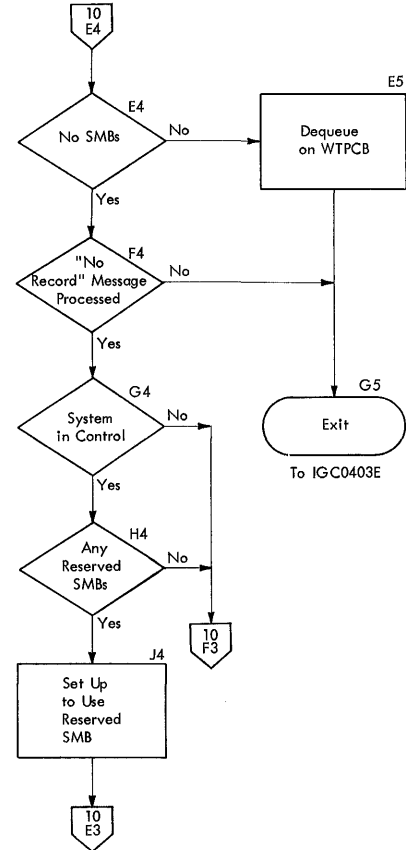 10
E4
E4
No SMBs
No
Yes
E5
Dequeue
on WTPCB
F4
"No
Record" Message
Processed
No
Yes
G4
System
in Control
No
Yes
G5
Exit
To IGC0403E
H4
Any
Reserved
SMBs
No
Yes
10
F3
J4
Set Up
to Use
Reserved
SMB
10
E3